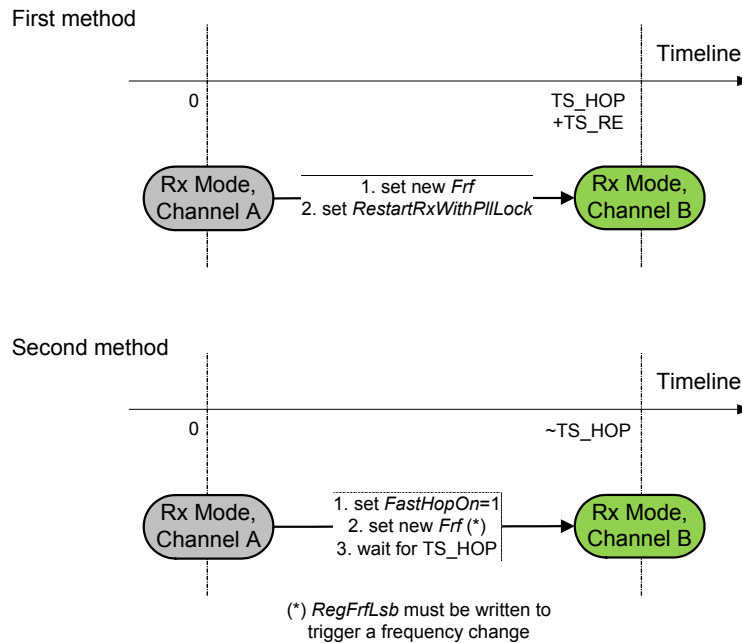 First method
Timeline
0
TS_HOP
+TS_RE
Rx Mode,
Channel A
1. set new Frf
2. set RestartRxWithPllLock
Rx Mode,
Channel B
Second method
Timeline
0
~TS_HOP
Rx Mode,
Channel A
1. set FastHopOn=1
2. set new Frf (*)
3. wait for TS_HOP
Rx Mode,
Channel B
(*) RegFrfLsb must be written to
trigger a frequency change